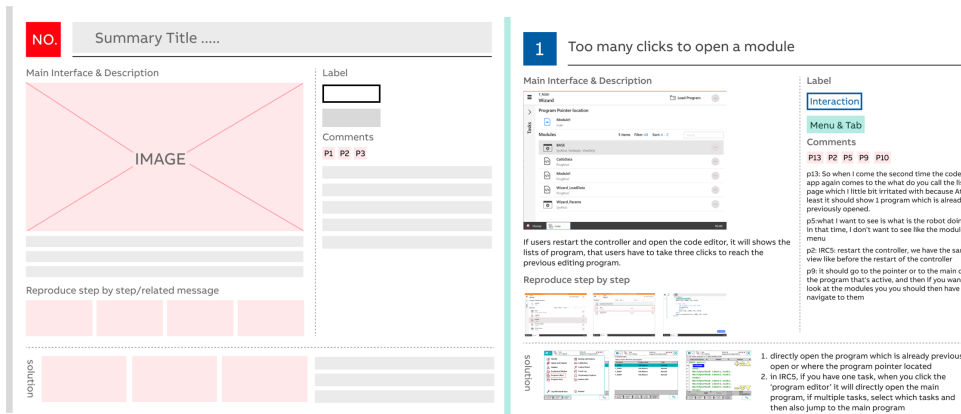 NO.
Summary Title .....
Main Interface & Description
Label
IMAGE
Comments
P1 P2 P3
Reproduce step by step/related message
solution
1
Too many clicks to open a module
Main Interface & Description
Label
T_ROB1
Wizard
Load Program
Program Pointer location
Module1
Tasks
Modules
BASE
CalibData
Wizard_LoadData
Wizard_Params
Interaction
Menu & Tab
Comments
P13 P2 P5 P9 P10
p13: So when I come the second time the code
app again comes to the what do you call the
page which I little bit irritated with because
least it should show 1 program which is
previously opened.
p5:what I want to see is what is the robot
in that time, I don't want to see like the
menu
p2: IRC5: restart the controller, we have the
view like before the restart of the controller
p9: it should go to the pointer or to the main
the program that's active, and then if you
look at the modules you you should then have
navigate to them
If users restart the controller and open the code editor, it will shows the
lists of program, that users have to take three clicks to reach the
previous editing program.
Reproduce step by step
solution
1. directly open the program which is already
open or where the program pointer located
2. in IRC5, if you have one task, when you click the
'program editor' it will directly open the main
program, if multiple tasks, select which tasks and
then also jump to the main program